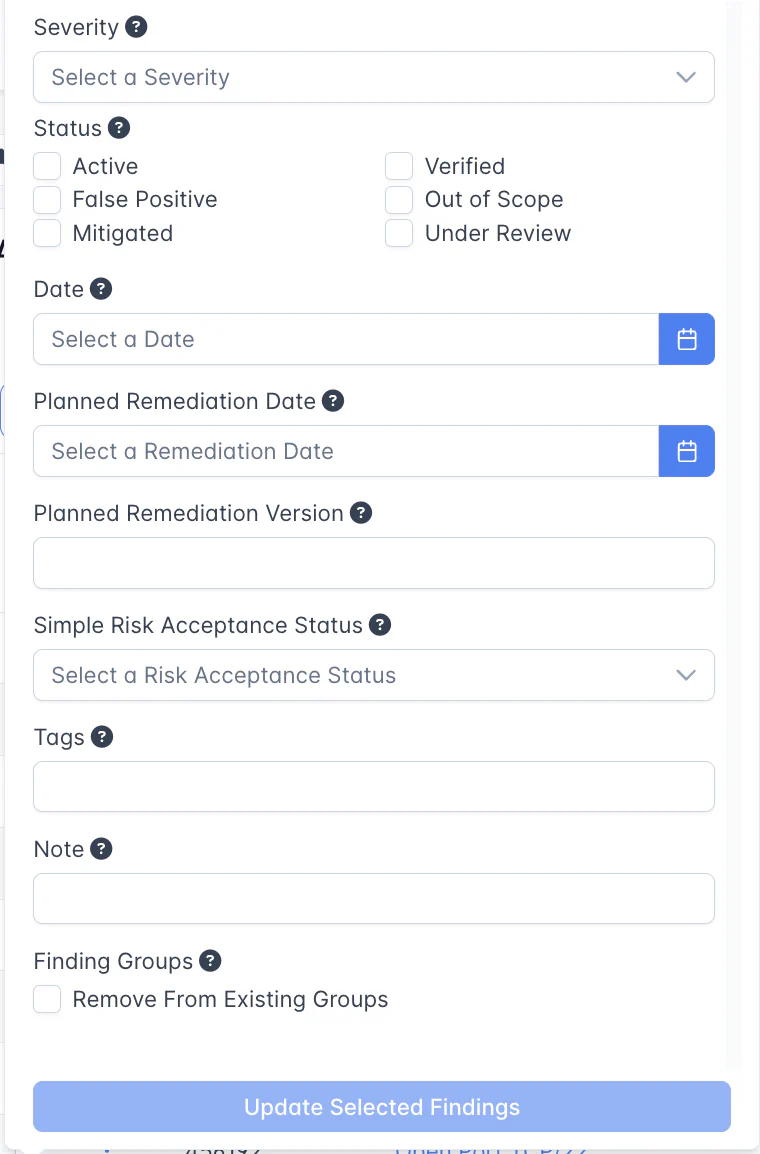 Severity ?
Select a Severity
Status ?
Active
Verified
False Positive
Out of Scope
Mitigated
Under Review
Date ?
Select a Date
Planned Remediation Date ?
Select a Remediation Date
Planned Remediation Version ?
Simple Risk Acceptance Status ?
Select a Risk Acceptance Status
Tags ?
Note ?
Finding Groups ?
Remove From Existing Groups
Update Selected Findings